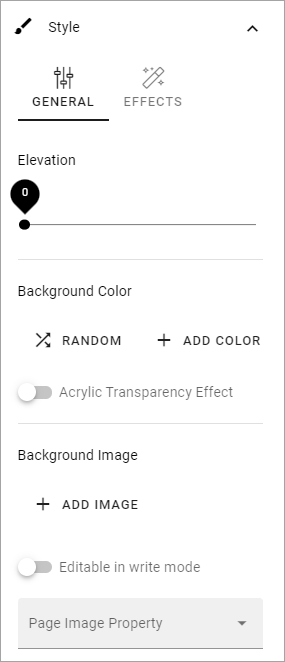 Style
GENERAL EFFECTS
Elevation
0
Background Color
RANDOM ADD COLOR
Acrylic Transparency Effect
Background Image
ADD IMAGE
Editable in write mode
Page Image Property